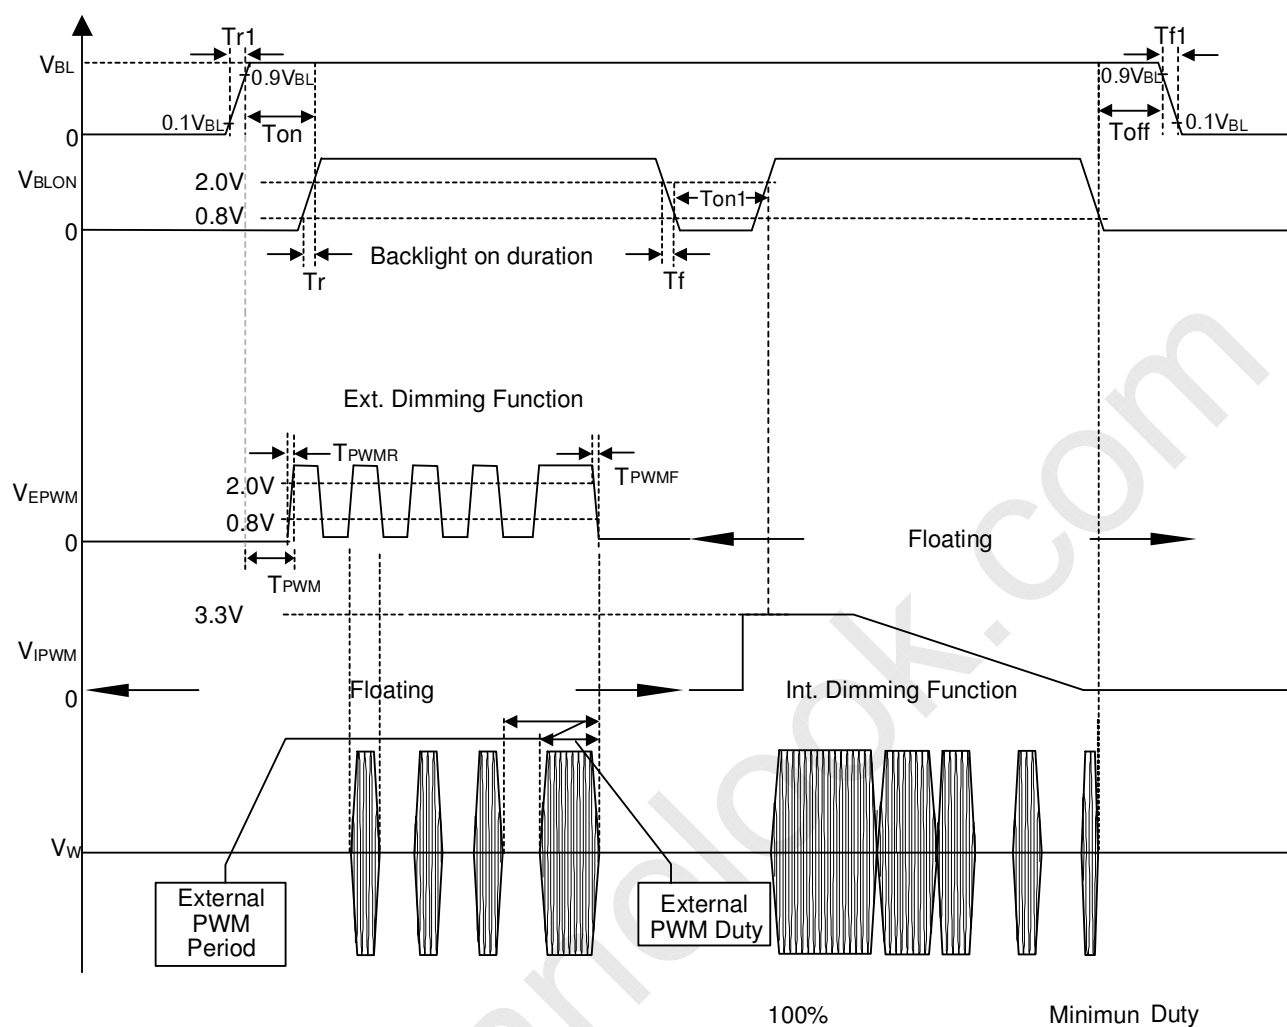 Tr1
Tf1
VBL
0.9VBL
0.9VBL
0.1VBL
Ton
Toff
0.1VBL
0
VBLON
2.0V
Ton1
0.8V
0
Backlight on duration
Tr
Tf
Ext. Dimming Function
TPWMR
TPWMF
VEPWM
2.0V
0.8V
0
Floating
TPWM
3.3V
VIPWM
0
Floating
Int. Dimming Function
VW
External
PWM
Period
External
PWM Duty
100%
Minimun Duty
anlook.com